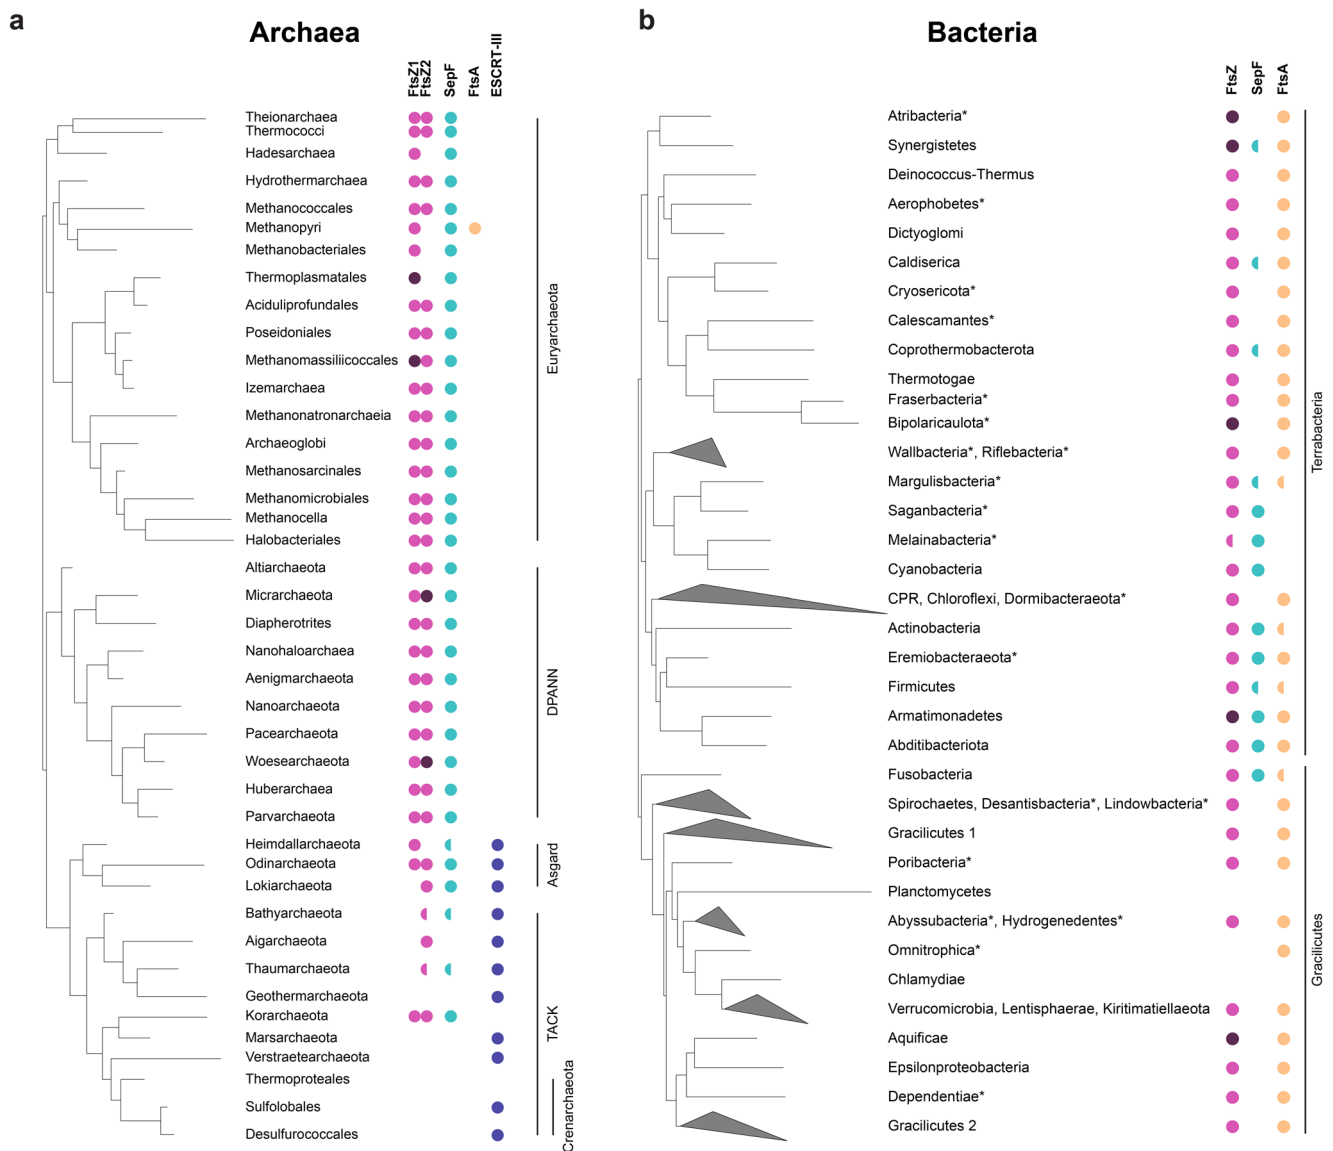 a
Archaea
FtsZ1
FtsZ2
SepF
FtsA
ESCRT-III
Theionarchaea
Thermococci
Hadesarchaea
Hydrothermarchaea
Methanococcales
Methanopyri
Methanobacteriales
Thermoplasmatales
Aciduliprofundales
Poseidoniales
Methanomassiliicoccales
Izemarchaea
Methanonatronarchaeia
Archaeoglobi
Methanosarcinales
Methanomicrobiales
Methanocella
Halobacteriales
Altiarchaeota
Micrarchaeota
Diapherotrites
Nanohaloarchaea
Aenigmarchaeota
Nanoarchaeota
Pacearchaeota
Woesearchaeota
Huberarchaea
Parvarchaeota
Heimdallarchaeota
Odinarchaeota
Lokiarchaeota
Bathyarchaeota
Aigarchaeota
Thaumarchaeota
Geothermarchaeota
Korarchaeota
Marsarchaeota
Verstraetearchaeota
Thermoproteales
Sulfolobales
Desulfurococcales
Euryarchaeota
DPANN
Asgard
TACK
Crenarchaeota
b
Bacteria
FtsZ
SepF
FtsA
Atribacteria*
Synergistetes
Deinococcus-Thermus
Aerophobetes*
Dictyoglomi
Caldiserica
Cryosericota*
Calescamantes*
Coprothermobacterota
Thermotogae
Fraserbacteria*
Bipolaricaulota*
Wallbacteria*, Riflebacteria*
Margulisbacteria*
Saganbacteria*
Melainabacteria*
Cyanobacteria
CPR, Chloroflexi, Dormibacteraeota*
Actinobacteria
Eremiobacteraeota*
Firmicutes
Armatimonadetes
Abditibacteriota
Fusobacteria
Spirochaetes, Desantisbacteria*, Lindowbacteria*
Gracilicutes 1
Poribacteria*
Planctomycetes
Abyssubacteria*, Hydrogenedentes*
Omnitrophica*
Chlamydiae
Verrucomicrobia, Lentisphaerae, Kiritimatiellaeota
Aquificae
Epsilonproteobacteria
Dependentiae*
Gracilicutes 2
Terrabacteria
Gracilicutes